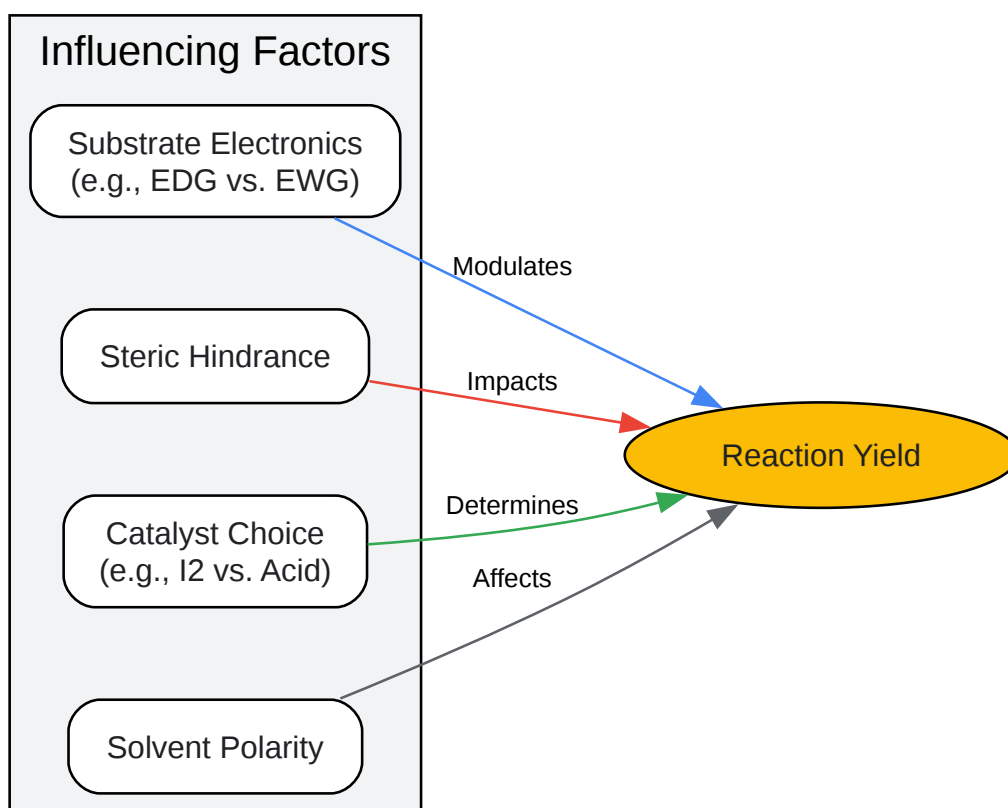 Influencing Factors
Substrate Electronics
(e.g., EDG vs. EWG)
Modulates
Steric Hindrance
Impacts
Reaction Yield
Determines
Catalyst Choice
(e.g., I2 vs. Acid)
Affects
Solvent Polarity